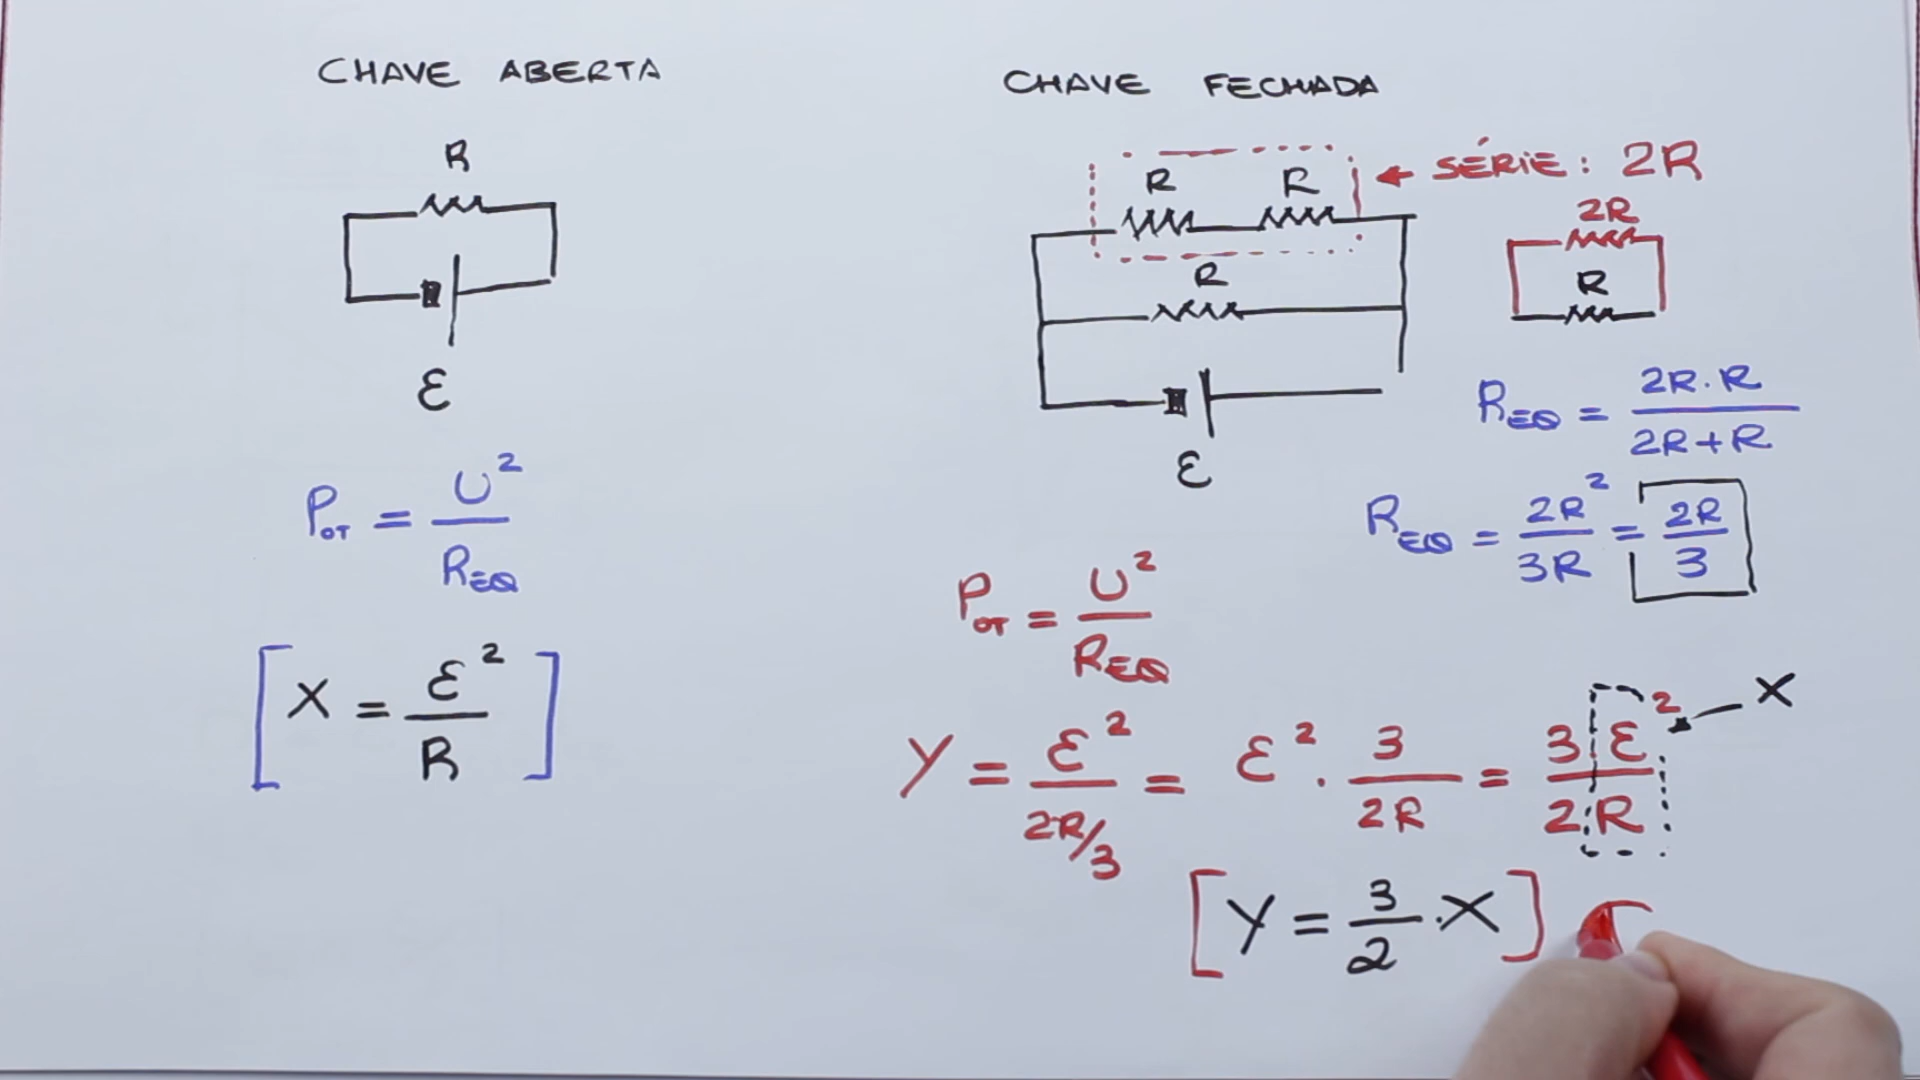 CHAVE ABERTA
R
ε
P_OT = U² / R_EQ
[ X = ε² / R ]
CHAVE FECHADA
R R ← SÉRIE: 2R
R
ε
2R
R
R_EQ = 2R.R / 2R+R
R_EQ = 2R² / 3R = 2R / 3
P_OT = U² / R_EQ
Y = ε² / 2R/3 = ε² . 3 / 2R = 3 ε² / 2 R ← X
[ Y = 3 / 2 . X ]